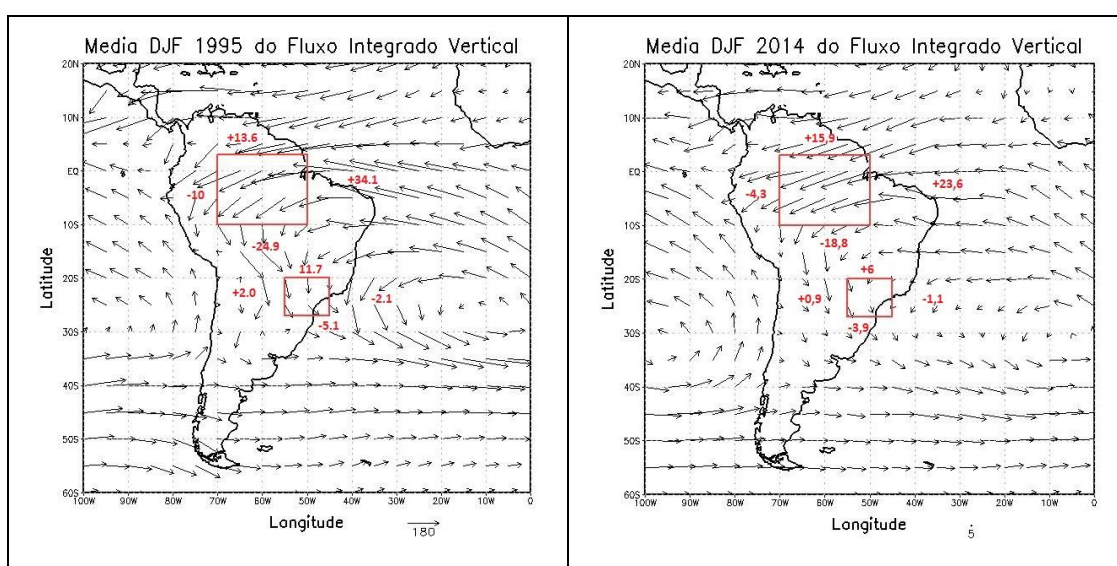 Media DJF 1995 do Fluxo Integrado Vertical
20N
10N
EQ
10S
20S
30S
40S
50S
60S
Latitude
+13.6
+34.1
-10
-24.9
11.7
+2.0
-2.1
-5.1
100W 90W 80W 70W 60W 50W 40W 30W 20W 10W 0
Longitude
180
Media DJF 2014 do Fluxo Integrado Vertical
20N
10N
EQ
10S
20S
30S
40S
50S
60S
Latitude
+15,9
+23,6
-4,3
-18,8
+6
+0,9
-1,1
-3,9
100W 90W 80W 70W 60W 50W 40W 30W 20W 10W 0
Longitude
5